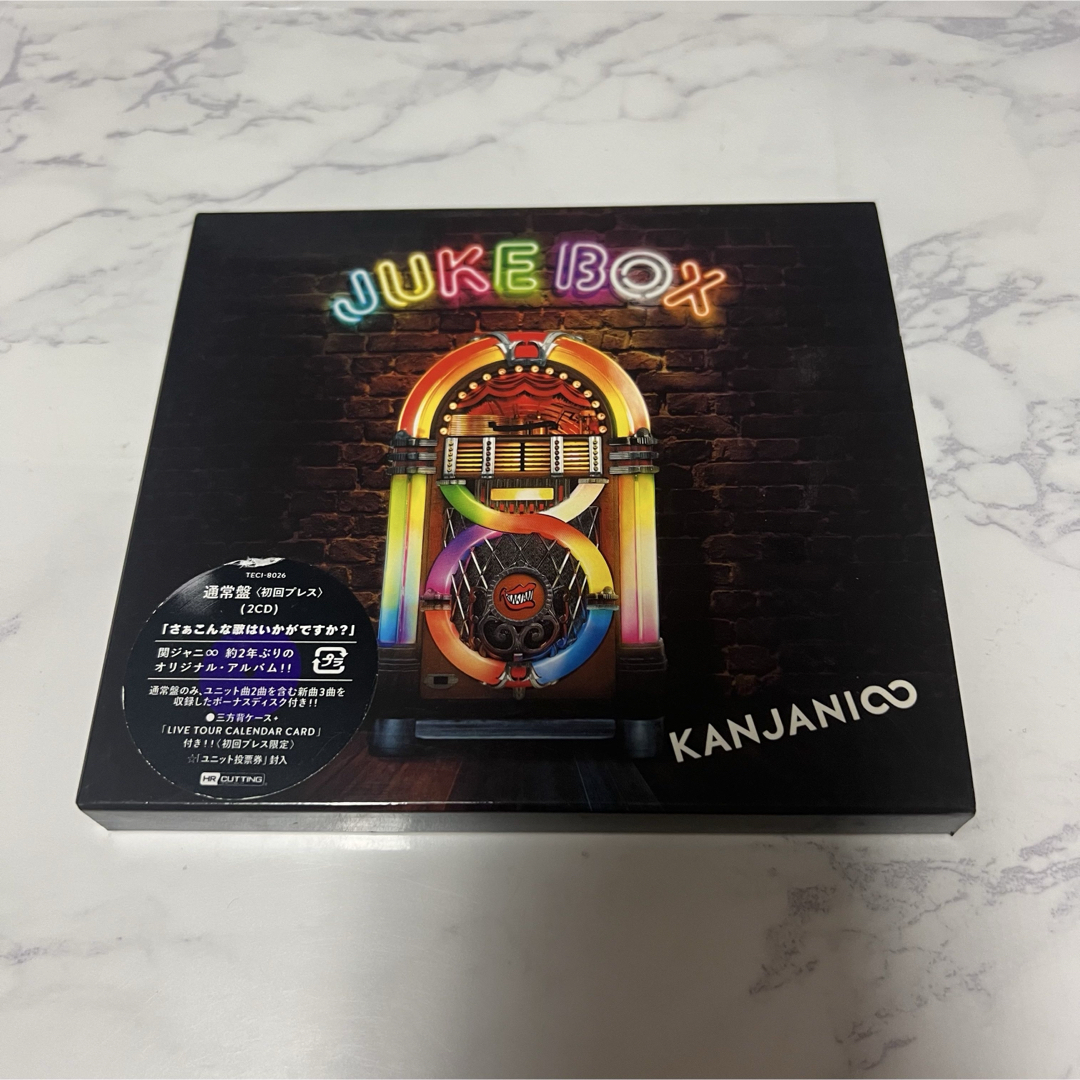 JUKE BOX
KANJANI∞
TECI-8026
通常盤〈初回プレス〉
(2CD)
「さぁこんな歌はいかがですか?」
関ジャニ∞ 約2年ぶりの
オリジナル・アルバム!!
プラ
通常盤のみ、ユニット曲2曲を含む新曲3曲を
収録したボーナスディスク付き!!
●三方背ケース+
「LIVE TOUR CALENDAR CARD」
付き!!〈初回プレス限定〉
☆「ユニット投票券」封入
HR CUTTING